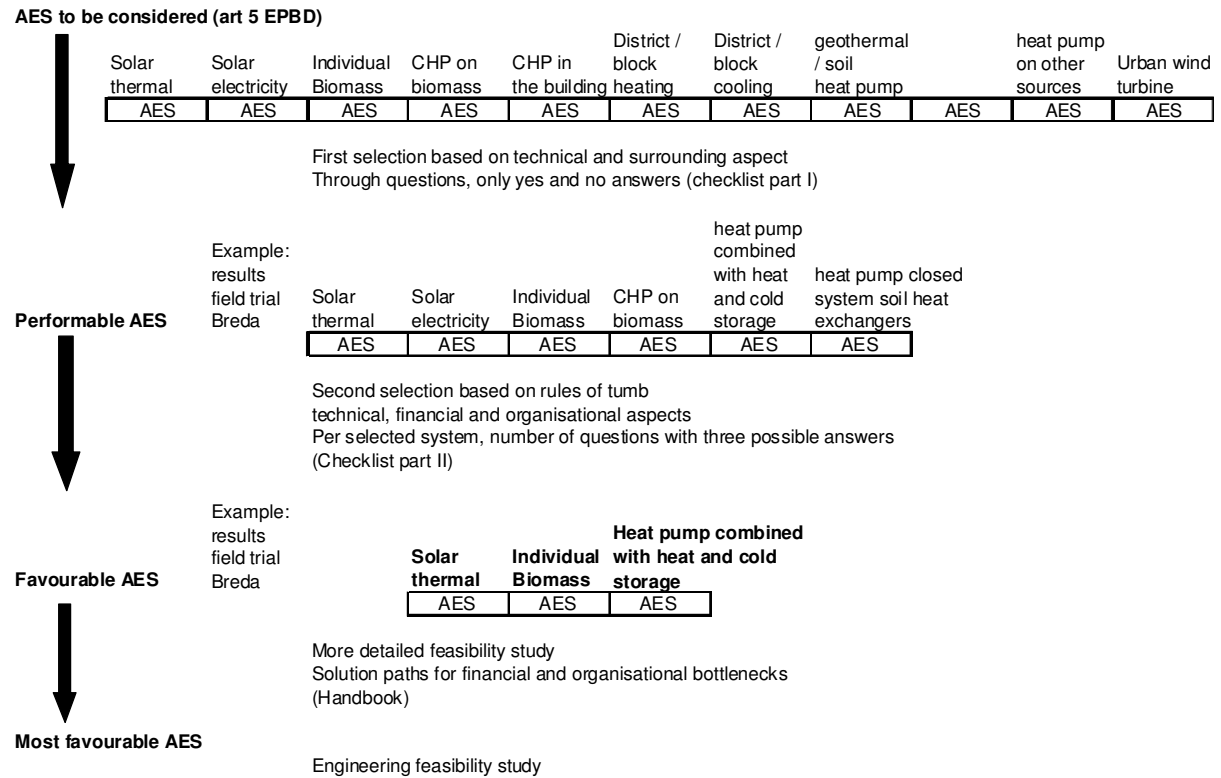 AES to be considered (art 5 EPBD)
Solar thermal
Solar electricity
Individual Biomass
CHP on biomass
CHP in the building
District / block heating
District / block cooling
geothermal / soil heat pump
heat pump on other sources
Urban wind turbine
AES AES AES AES AES AES AES AES AES AES AES
First selection based on technical and surrounding aspect
Through questions, only yes and no answers (checklist part I)
Performable AES
Example: results field trial Breda
Solar thermal
Solar electricity
Individual Biomass
CHP on biomass
heat pump combined with heat and cold storage
heat pump closed system soil heat exchangers
AES AES AES AES AES AES
Second selection based on rules of tumb
technical, financial and organisational aspects
Per selected system, number of questions with three possible answers
(Checklist part II)
Favourable AES
Example: results field trial Breda
Solar thermal
Individual Biomass
Heat pump combined with heat and cold storage
AES AES AES
More detailed feasibility study
Solution paths for financial and organisational bottlenecks
(Handbook)
Most favourable AES
Engineering feasibility study